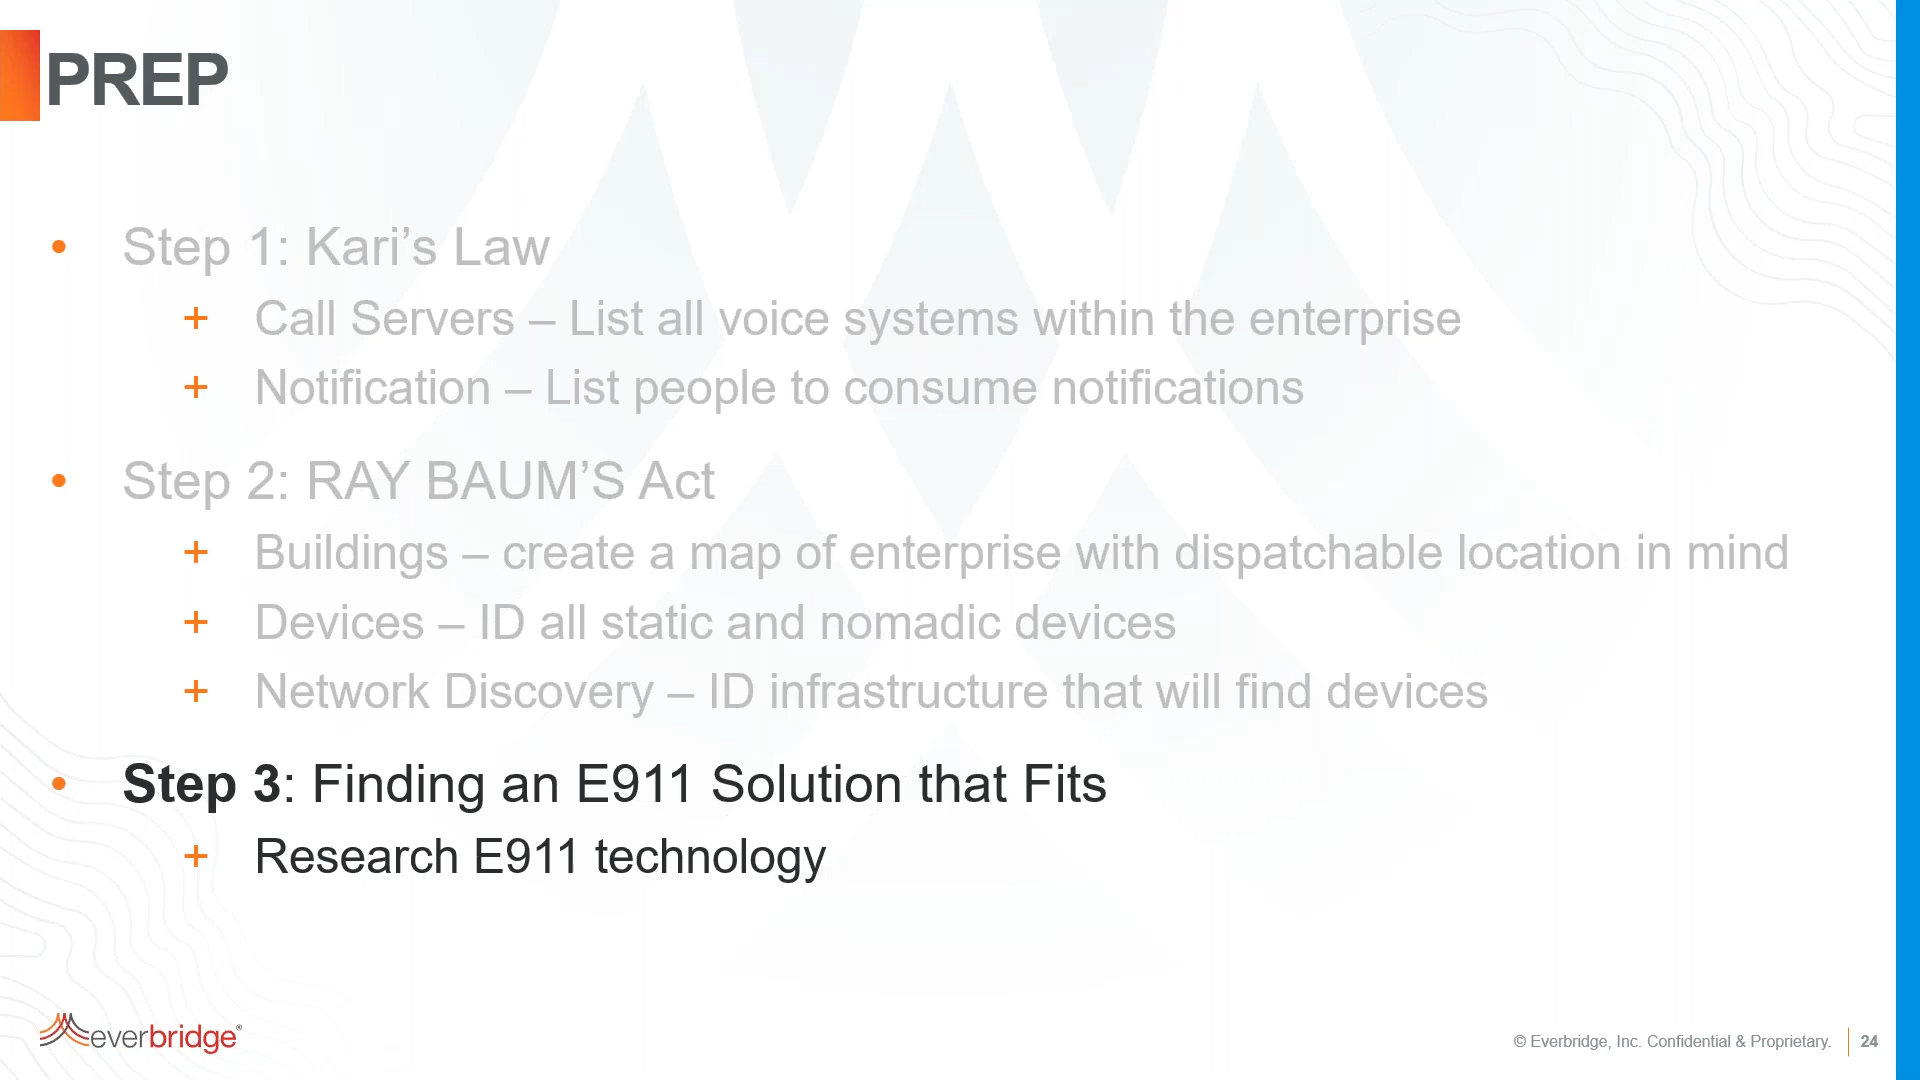 PREP
• Step 1: Kari’s Law
+ Call Servers – List all voice systems within the enterprise
+ Notification – List people to consume notifications
• Step 2: RAY BAUM’S Act
+ Buildings – create a map of enterprise with dispatchable location in mind
+ Devices – ID all static and nomadic devices
+ Network Discovery – ID infrastructure that will find devices
• Step 3: Finding an E911 Solution that Fits
+ Research E911 technology
everbridge®
© Everbridge, Inc. Confidential & Proprietary. 24